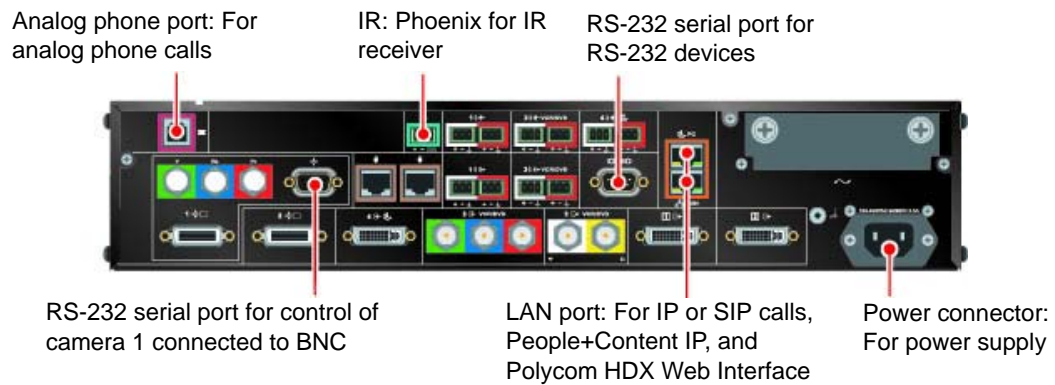 Analog phone port: For
analog phone calls
IR: Phoenix for IR
receiver
RS-232 serial port for
RS-232 devices
RS-232 serial port for control of
camera 1 connected to BNC
LAN port: For IP or SIP calls,
People+Content IP, and
Polycom HDX Web Interface
Power connector:
For power supply